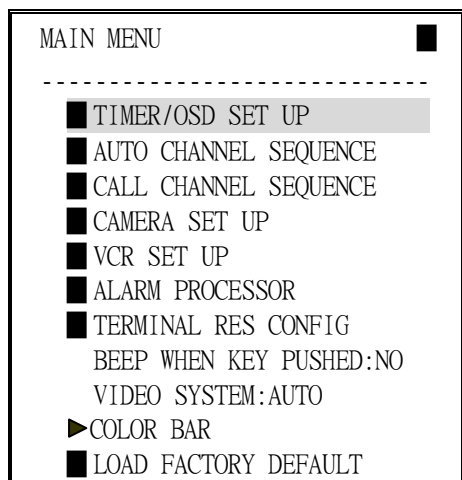 MAIN MENU
----------------------------
TIMER/OSD SET UP
AUTO CHANNEL SEQUENCE
CALL CHANNEL SEQUENCE
CAMERA SET UP
VCR SET UP
ALARM PROCESSOR
TERMINAL RES CONFIG
BEEP WHEN KEY PUSHED:NO
VIDEO SYSTEM:AUTO
COLOR BAR
LOAD FACTORY DEFAULT